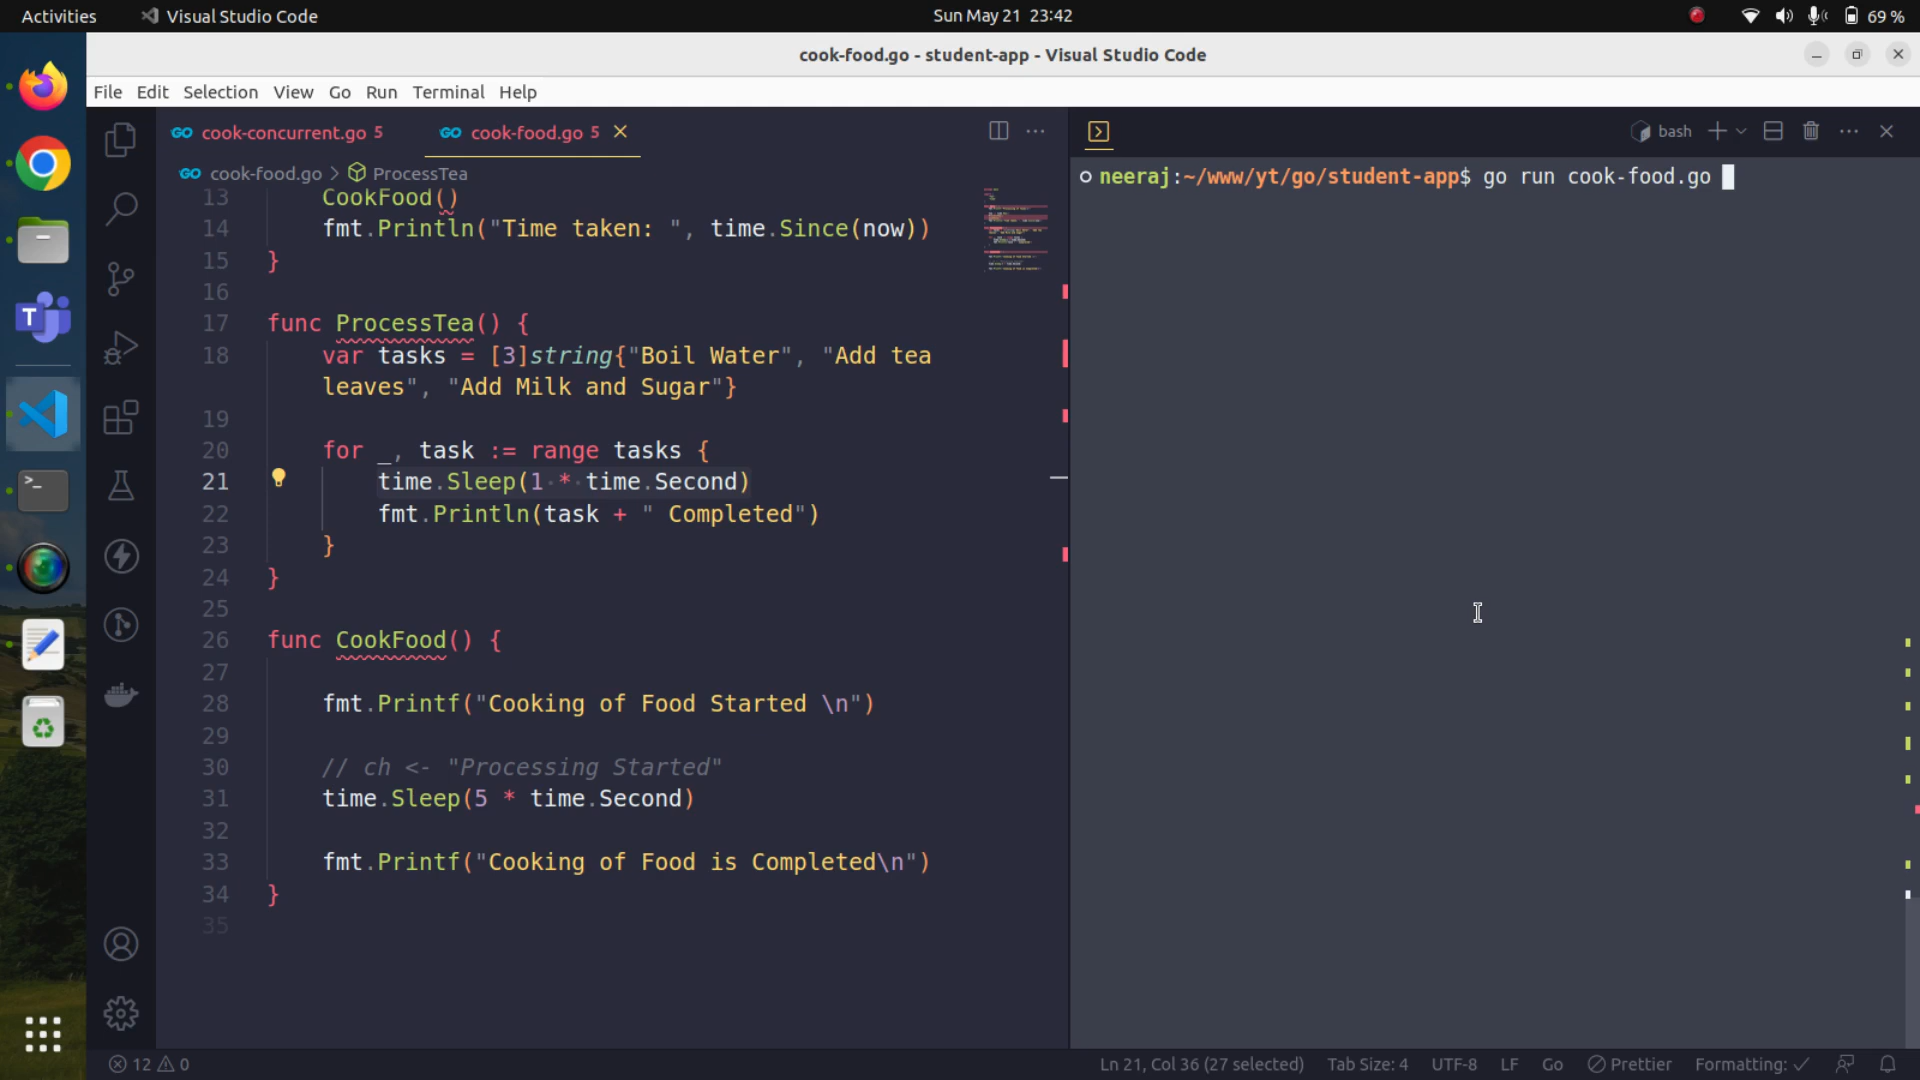 Activities
Visual Studio Code
Sun May 21 23:42
69 %
cook-food.go - student-app - Visual Studio Code
File Edit Selection View Go Run Terminal Help
GO cook-concurrent.go 5
GO cook-food.go 5
bash
GO cook-food.go > ProcessTea
neeraj:~/www/yt/go/student-app$ go run cook-food.go
13 CookFood()
14 fmt.Println("Time taken: ", time.Since(now))
15 }
16
17 func ProcessTea() {
18 var tasks = [3]string{"Boil Water", "Add tea
leaves", "Add Milk and Sugar"}
19
20 for _, task := range tasks {
21 time.Sleep(1 * time.Second)
22 fmt.Println(task + " Completed")
23 }
24 }
25
26 func CookFood() {
27
28 fmt.Printf("Cooking of Food Started \n")
29
30 // ch <- "Processing Started"
31 time.Sleep(5 * time.Second)
32
33 fmt.Printf("Cooking of Food is Completed\n")
34 }
35
12 0
Ln 21, Col 36 (27 selected) Tab Size: 4 UTF-8 LF Go Prettier Formatting: ✓